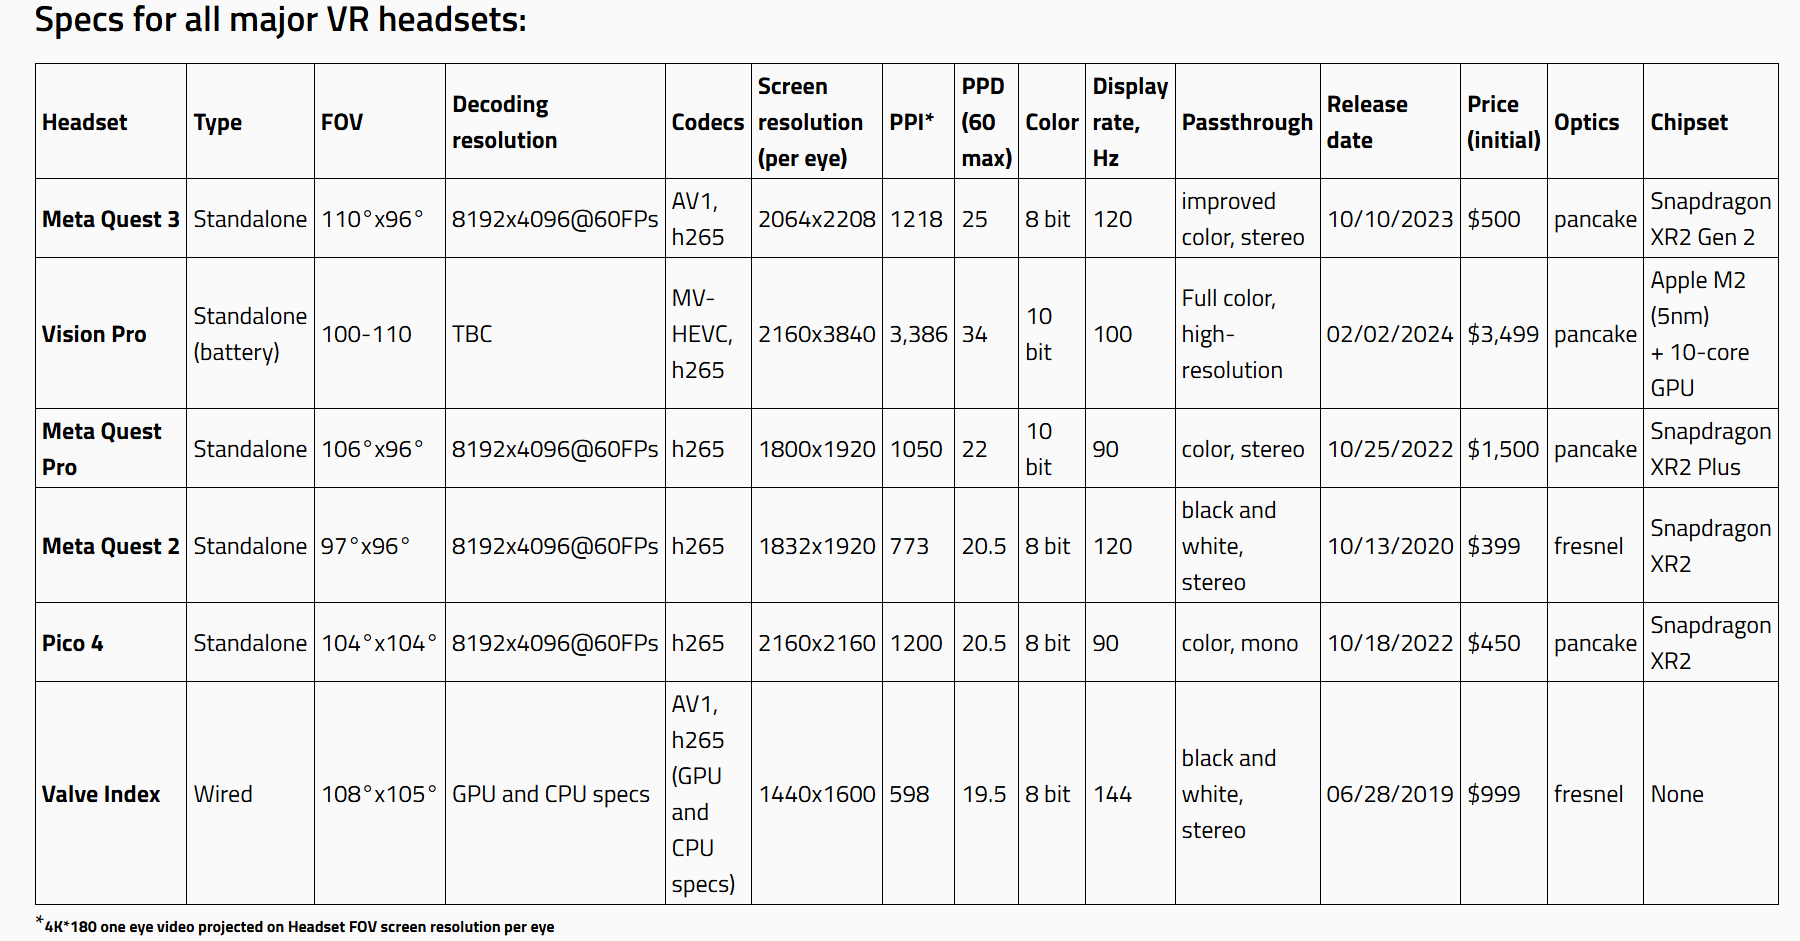 Specs for all major VR headsets:
Headset Type FOV Decoding resolution Codecs Screen resolution (per eye) PPI* PPD (60 max) Color Display rate, Hz Passthrough Release date Price (initial) Optics Chipset
Meta Quest 3 Standalone 110°x96° 8192x4096@60FPs AV1, h265 2064x2208 1218 25 8 bit 120 improved color, stereo 10/10/2023 $500 pancake Snapdragon XR2 Gen 2
Vision Pro Standalone (battery) 100-110 TBC MV-HEVC, h265 2160x3840 3,386 34 10 bit 100 Full color, high-resolution 02/02/2024 $3,499 pancake Apple M2 (5nm) + 10-core GPU
Meta Quest Pro Standalone 106°x96° 8192x4096@60FPs h265 1800x1920 1050 22 10 bit 90 color, stereo 10/25/2022 $1,500 pancake Snapdragon XR2 Plus
Meta Quest 2 Standalone 97°x96° 8192x4096@60FPs h265 1832x1920 773 20.5 8 bit 120 black and white, stereo 10/13/2020 $399 fresnel Snapdragon XR2
Pico 4 Standalone 104°x104° 8192x4096@60FPs h265 2160x2160 1200 20.5 8 bit 90 color, mono 10/18/2022 $450 pancake Snapdragon XR2
Valve Index Wired 108°x105° GPU and CPU specs AV1, h265 (GPU and CPU specs) 1440x1600 598 19.5 8 bit 144 black and white, stereo 06/28/2019 $999 fresnel None
*4K*180 one eye video projected on Headset FOV screen resolution per eye